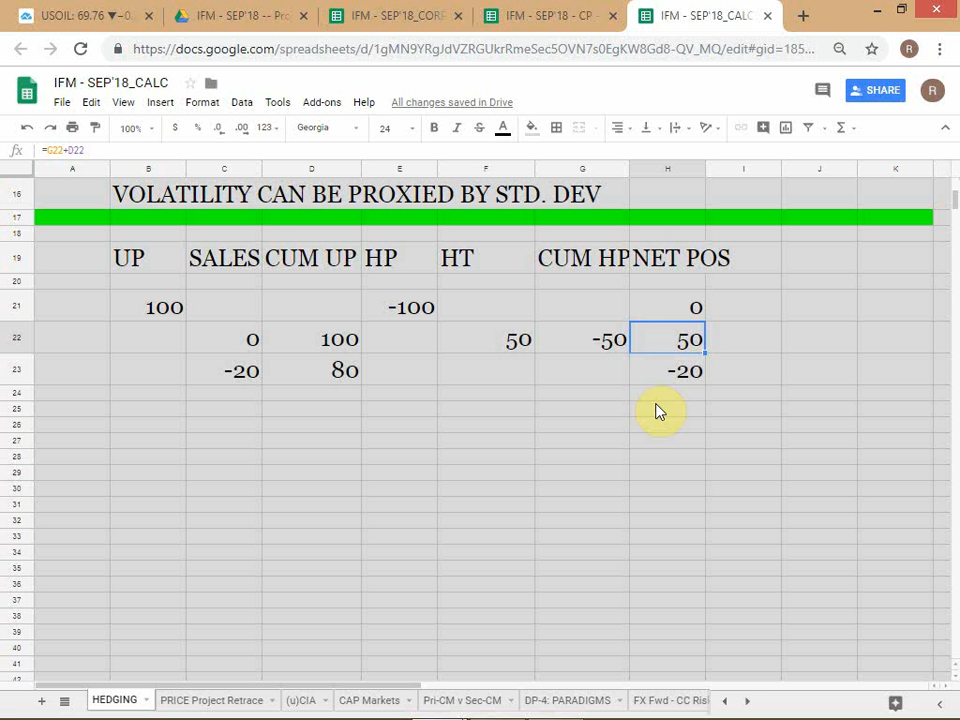 USOIL: 69.76 ▼−0. IFM - SEP'18 -- Pro IFM - SEP'18_CORE IFM - SEP'18 - CP - IFM - SEP'18_CALC
https://docs.google.com/spreadsheets/d/1gMN9YRgJdVZRGUkrRmeSec5OVN7s0EgKW8Gd8-QV_MQ/edit#gid=185... R
IFM - SEP'18_CALC
SHARE R
File Edit View Insert Format Data Tools Add-ons Help All changes saved in Drive
100% $ % .0 .00 123 Georgia 24 B I S A Σ
fx =G22+D22
A B C D E F G H I J K
16 VOLATILITY CAN BE PROXIED BY STD. DEV
17
18
19 UP SALES CUM UP HP HT CUM HP NET POS
20
21 100 -100 0
22 0 100 50 -50 50
23 -20 80 -20
24
25
26
27
28
29
30
31
32
33
34
35
36
37
38
39
40
41
42
HEDGING PRICE Project Retrace (u)CIA CAP Markets Pri-CM v Sec-CM DP-4: PARADIGMS FX Fwd - CC Ris